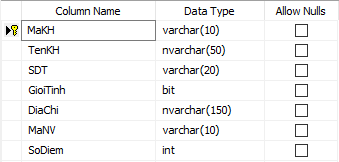 Column Name Data Type Allow Nulls
MaKH varchar(10)
TenKH nvarchar(50)
SDT varchar(20)
GioiTinh bit
DiaChi nvarchar(150)
MaNV varchar(10)
SoDiem int